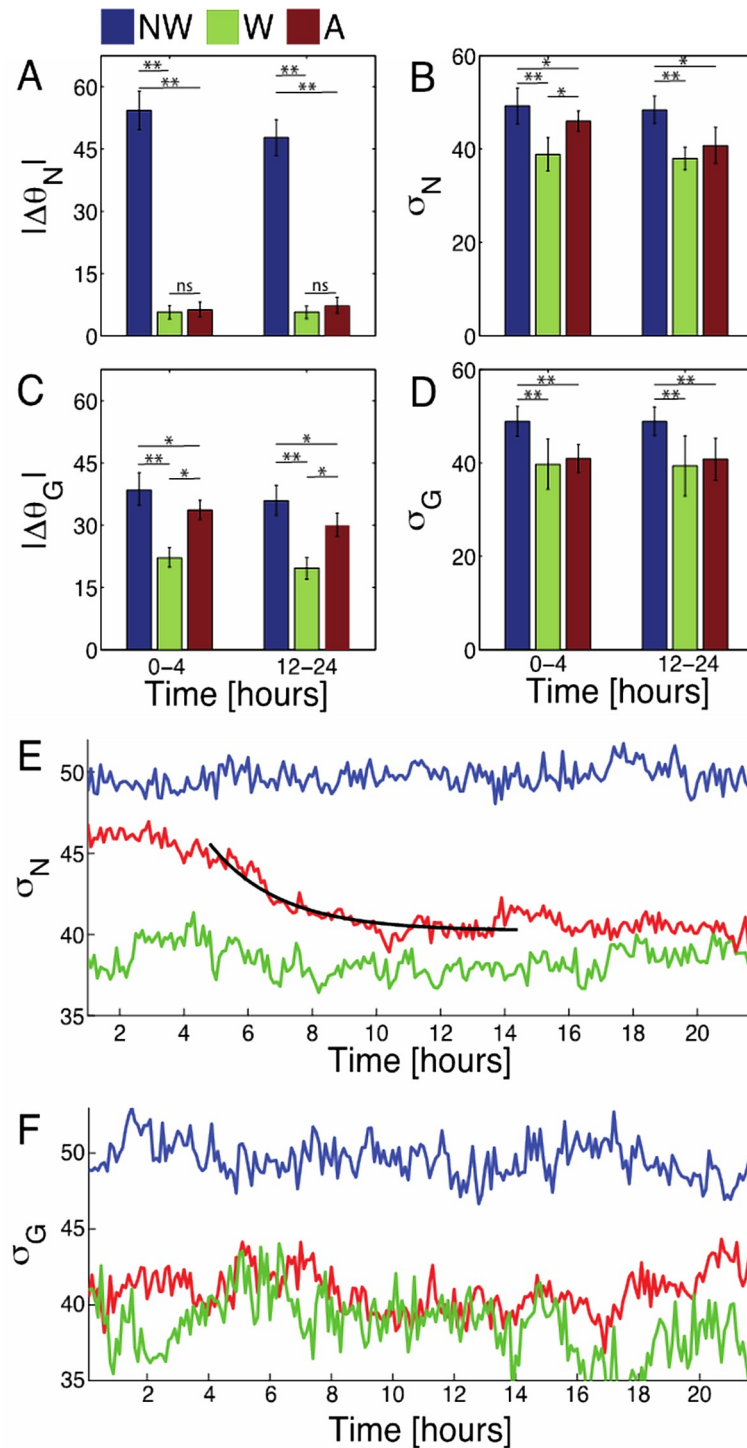 NW W A
A
|Δθ_N|
60
45
30
15
0
**
**
ns
**
**
ns
B
σ_N
60
40
20
0
*
**
*
*
**
C
|Δθ_G|
60
45
30
15
0
*
**
*
*
**
*
0–4 12–24
Time [hours]
D
σ_G
60
40
20
0
**
**
**
**
0–4 12–24
Time [hours]
E
σ_N
50
45
40
35
2 4 6 8 10 12 14 16 18 20
Time [hours]
F
σ_G
50
45
40
35
2 4 6 8 10 12 14 16 18 20
Time [hours]